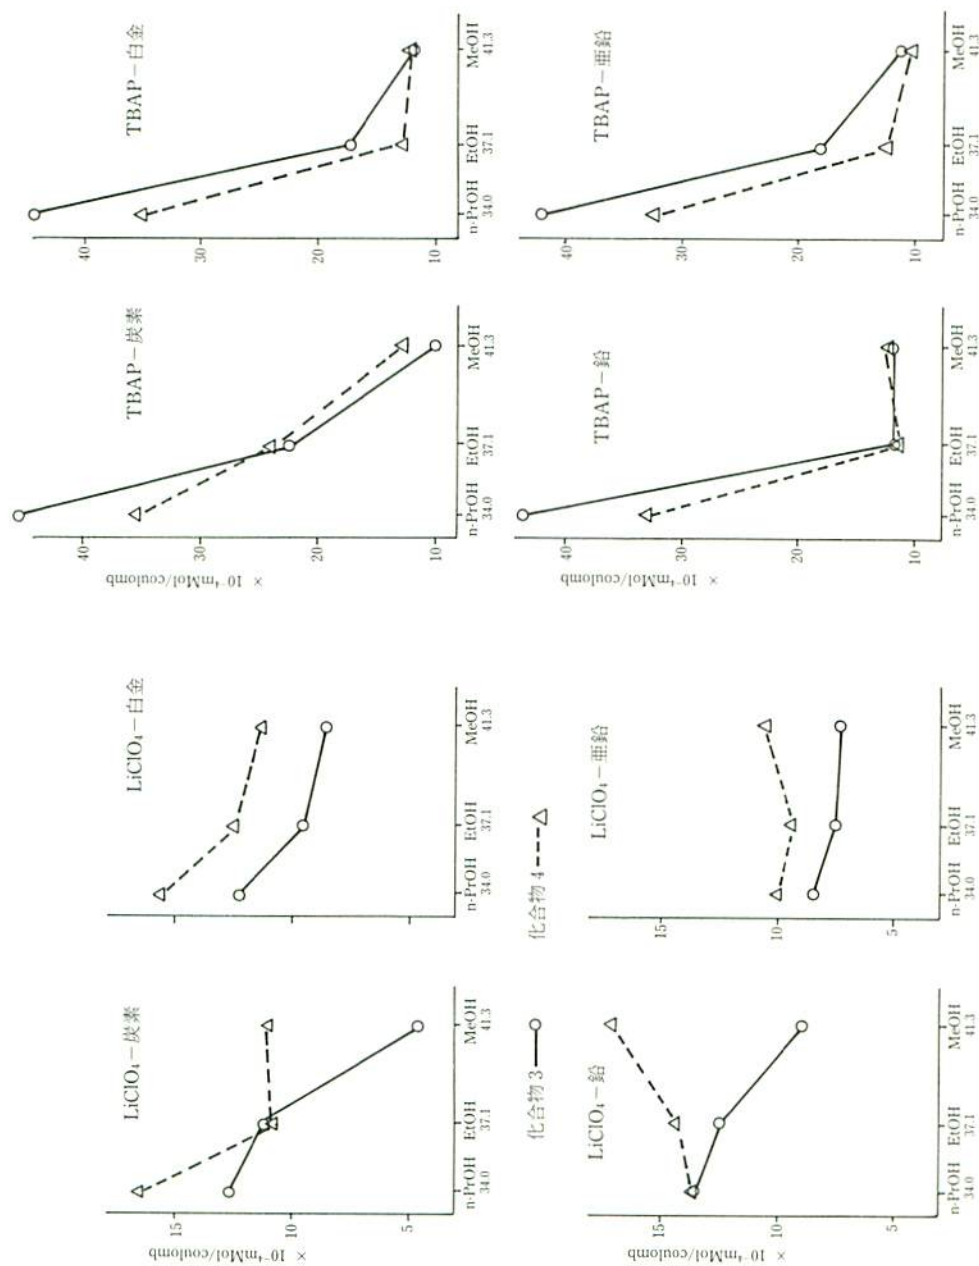 LiClO₄−炭素
× 10⁻⁴mMol/coulomb
15
10
5
n-PrOH EtOH MeOH
34.0 37.1 41.3
LiClO₄−白金
n-PrOH EtOH MeOH
34.0 37.1 41.3
TBAP−炭素
× 10⁻⁴mMol/coulomb
40
30
20
10
n-PrOH EtOH MeOH
34.0 37.1 41.3
TBAP−白金
40
30
20
10
n-PrOH EtOH MeOH
34.0 37.1 41.3
化合物 3
化合物 4
LiClO₄−鉛
× 10⁻⁴mMol/coulomb
15
10
5
n-PrOH EtOH MeOH
34.0 37.1 41.3
LiClO₄−亜鉛
15
10
5
n-PrOH EtOH MeOH
34.0 37.1 41.3
TBAP−鉛
× 10⁻⁴mMol/coulomb
40
30
20
10
n-PrOH EtOH MeOH
34.0 37.1 41.3
TBAP−亜鉛
40
30
20
10
n-PrOH EtOH MeOH
34.0 37.1 41.3